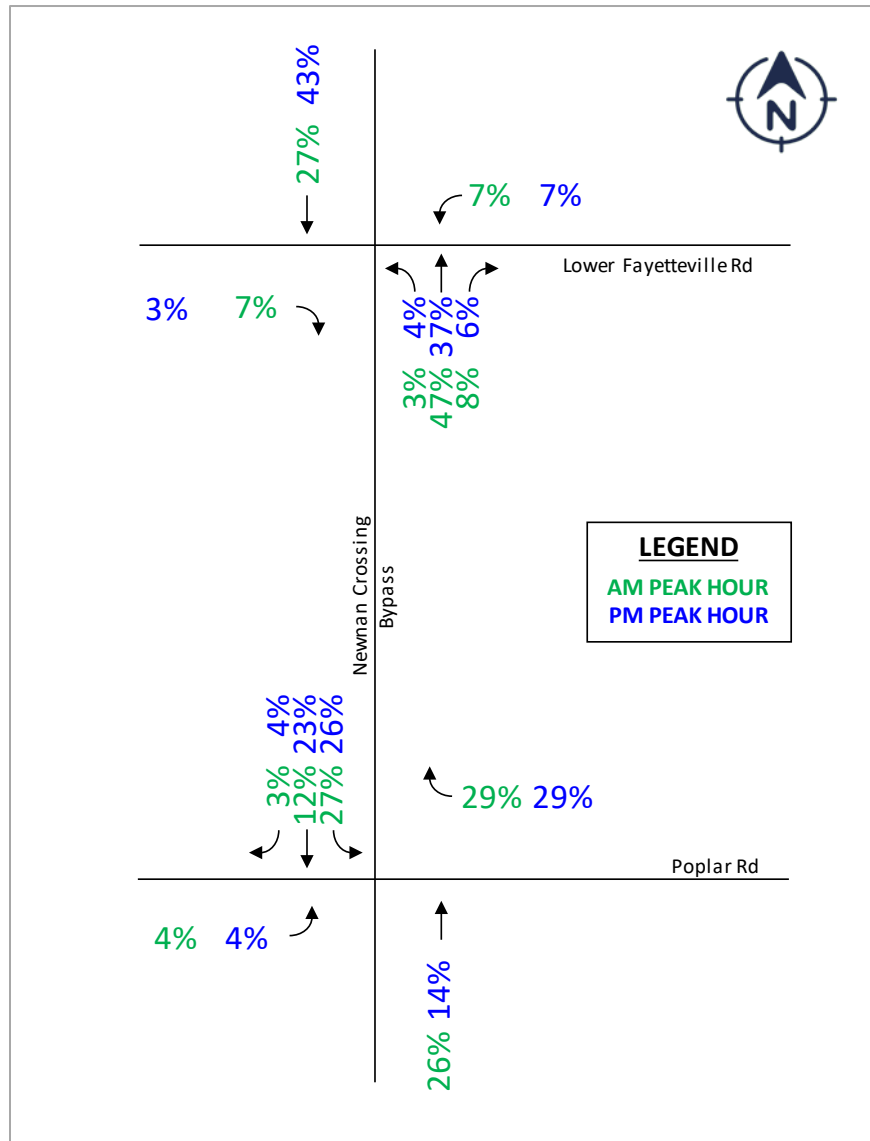 43%
27%
N
7% 7%
Lower Fayetteville Rd
3% 7%
4% 37% 6%
3% 47% 8%
Newnan Crossing
Bypass
LEGEND
AM PEAK HOUR
PM PEAK HOUR
4% 23% 26%
3% 12% 27%
29% 29%
Poplar Rd
4% 4%
14%
26%